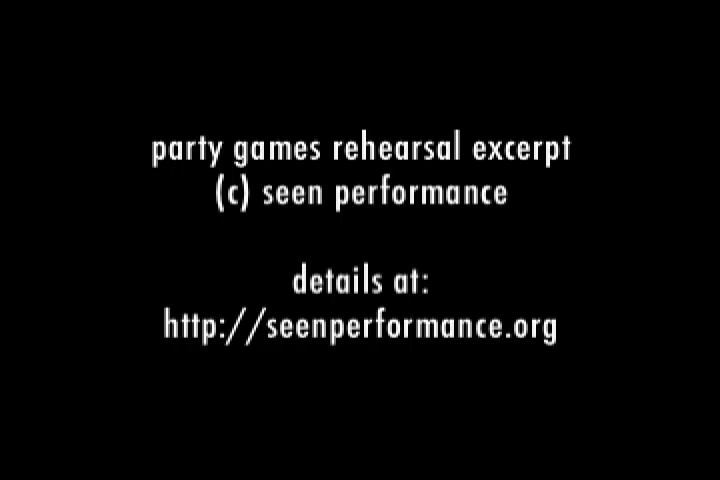 party games rehearsal excerpt
(c) seen performance
details at:
http://seenperformance.org